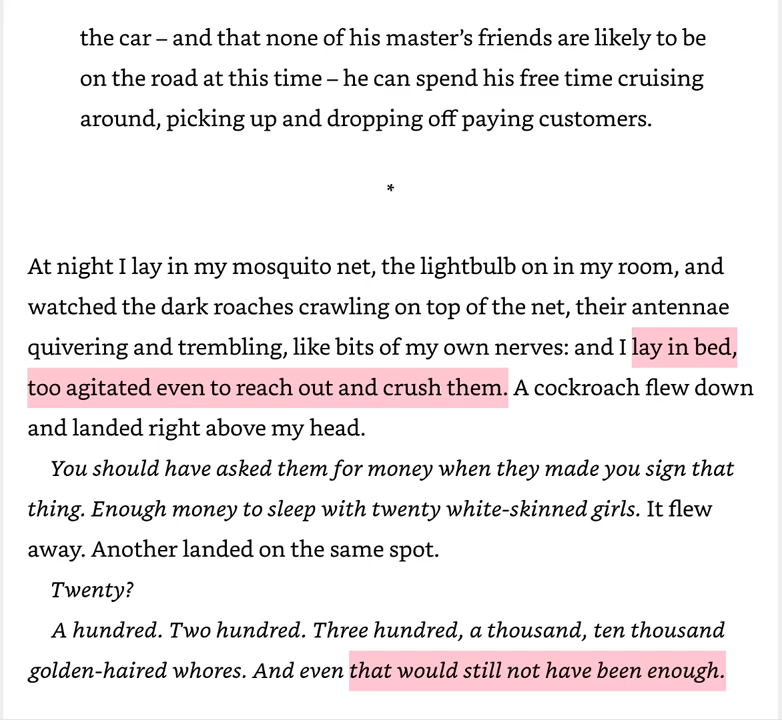 the car – and that none of his master’s friends are likely to be
on the road at this time – he can spend his free time cruising
around, picking up and dropping off paying customers.
*
At night I lay in my mosquito net, the lightbulb on in my room, and
watched the dark roaches crawling on top of the net, their antennae
quivering and trembling, like bits of my own nerves: and I lay in bed,
too agitated even to reach out and crush them. A cockroach flew down
and landed right above my head.
You should have asked them for money when they made you sign that
thing. Enough money to sleep with twenty white-skinned girls. It flew
away. Another landed on the same spot.
Twenty?
A hundred. Two hundred. Three hundred, a thousand, ten thousand
golden-haired whores. And even that would still not have been enough.